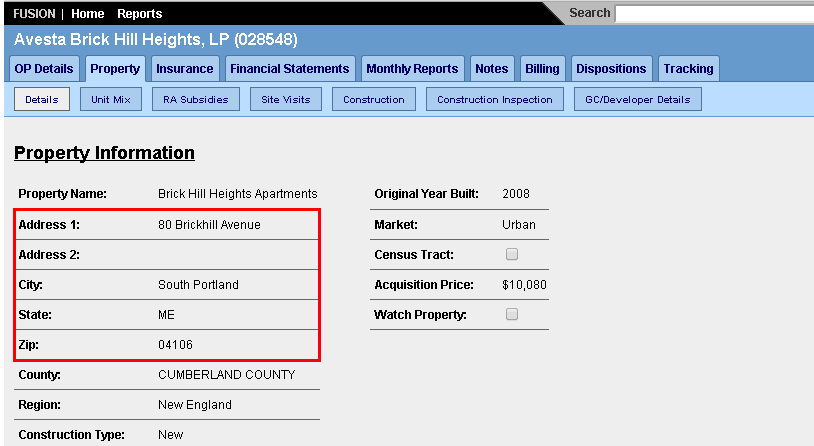 FUSION | Home Reports Search
Avesta Brick Hill Heights, LP (028548)
OP Details Property Insurance Financial Statements Monthly Reports Notes Billing Dispositions Tracking
Details Unit Mix RA Subsidies Site Visits Construction Construction Inspection GC/Developer Details
Property Information
Property Name: Brick Hill Heights Apartments Original Year Built: 2008
Address 1: 80 Brickhill Avenue Market: Urban
Address 2: Census Tract:
City: South Portland Acquisition Price: $10,080
State: ME Watch Property:
Zip: 04106
County: CUMBERLAND COUNTY
Region: New England
Construction Type: New